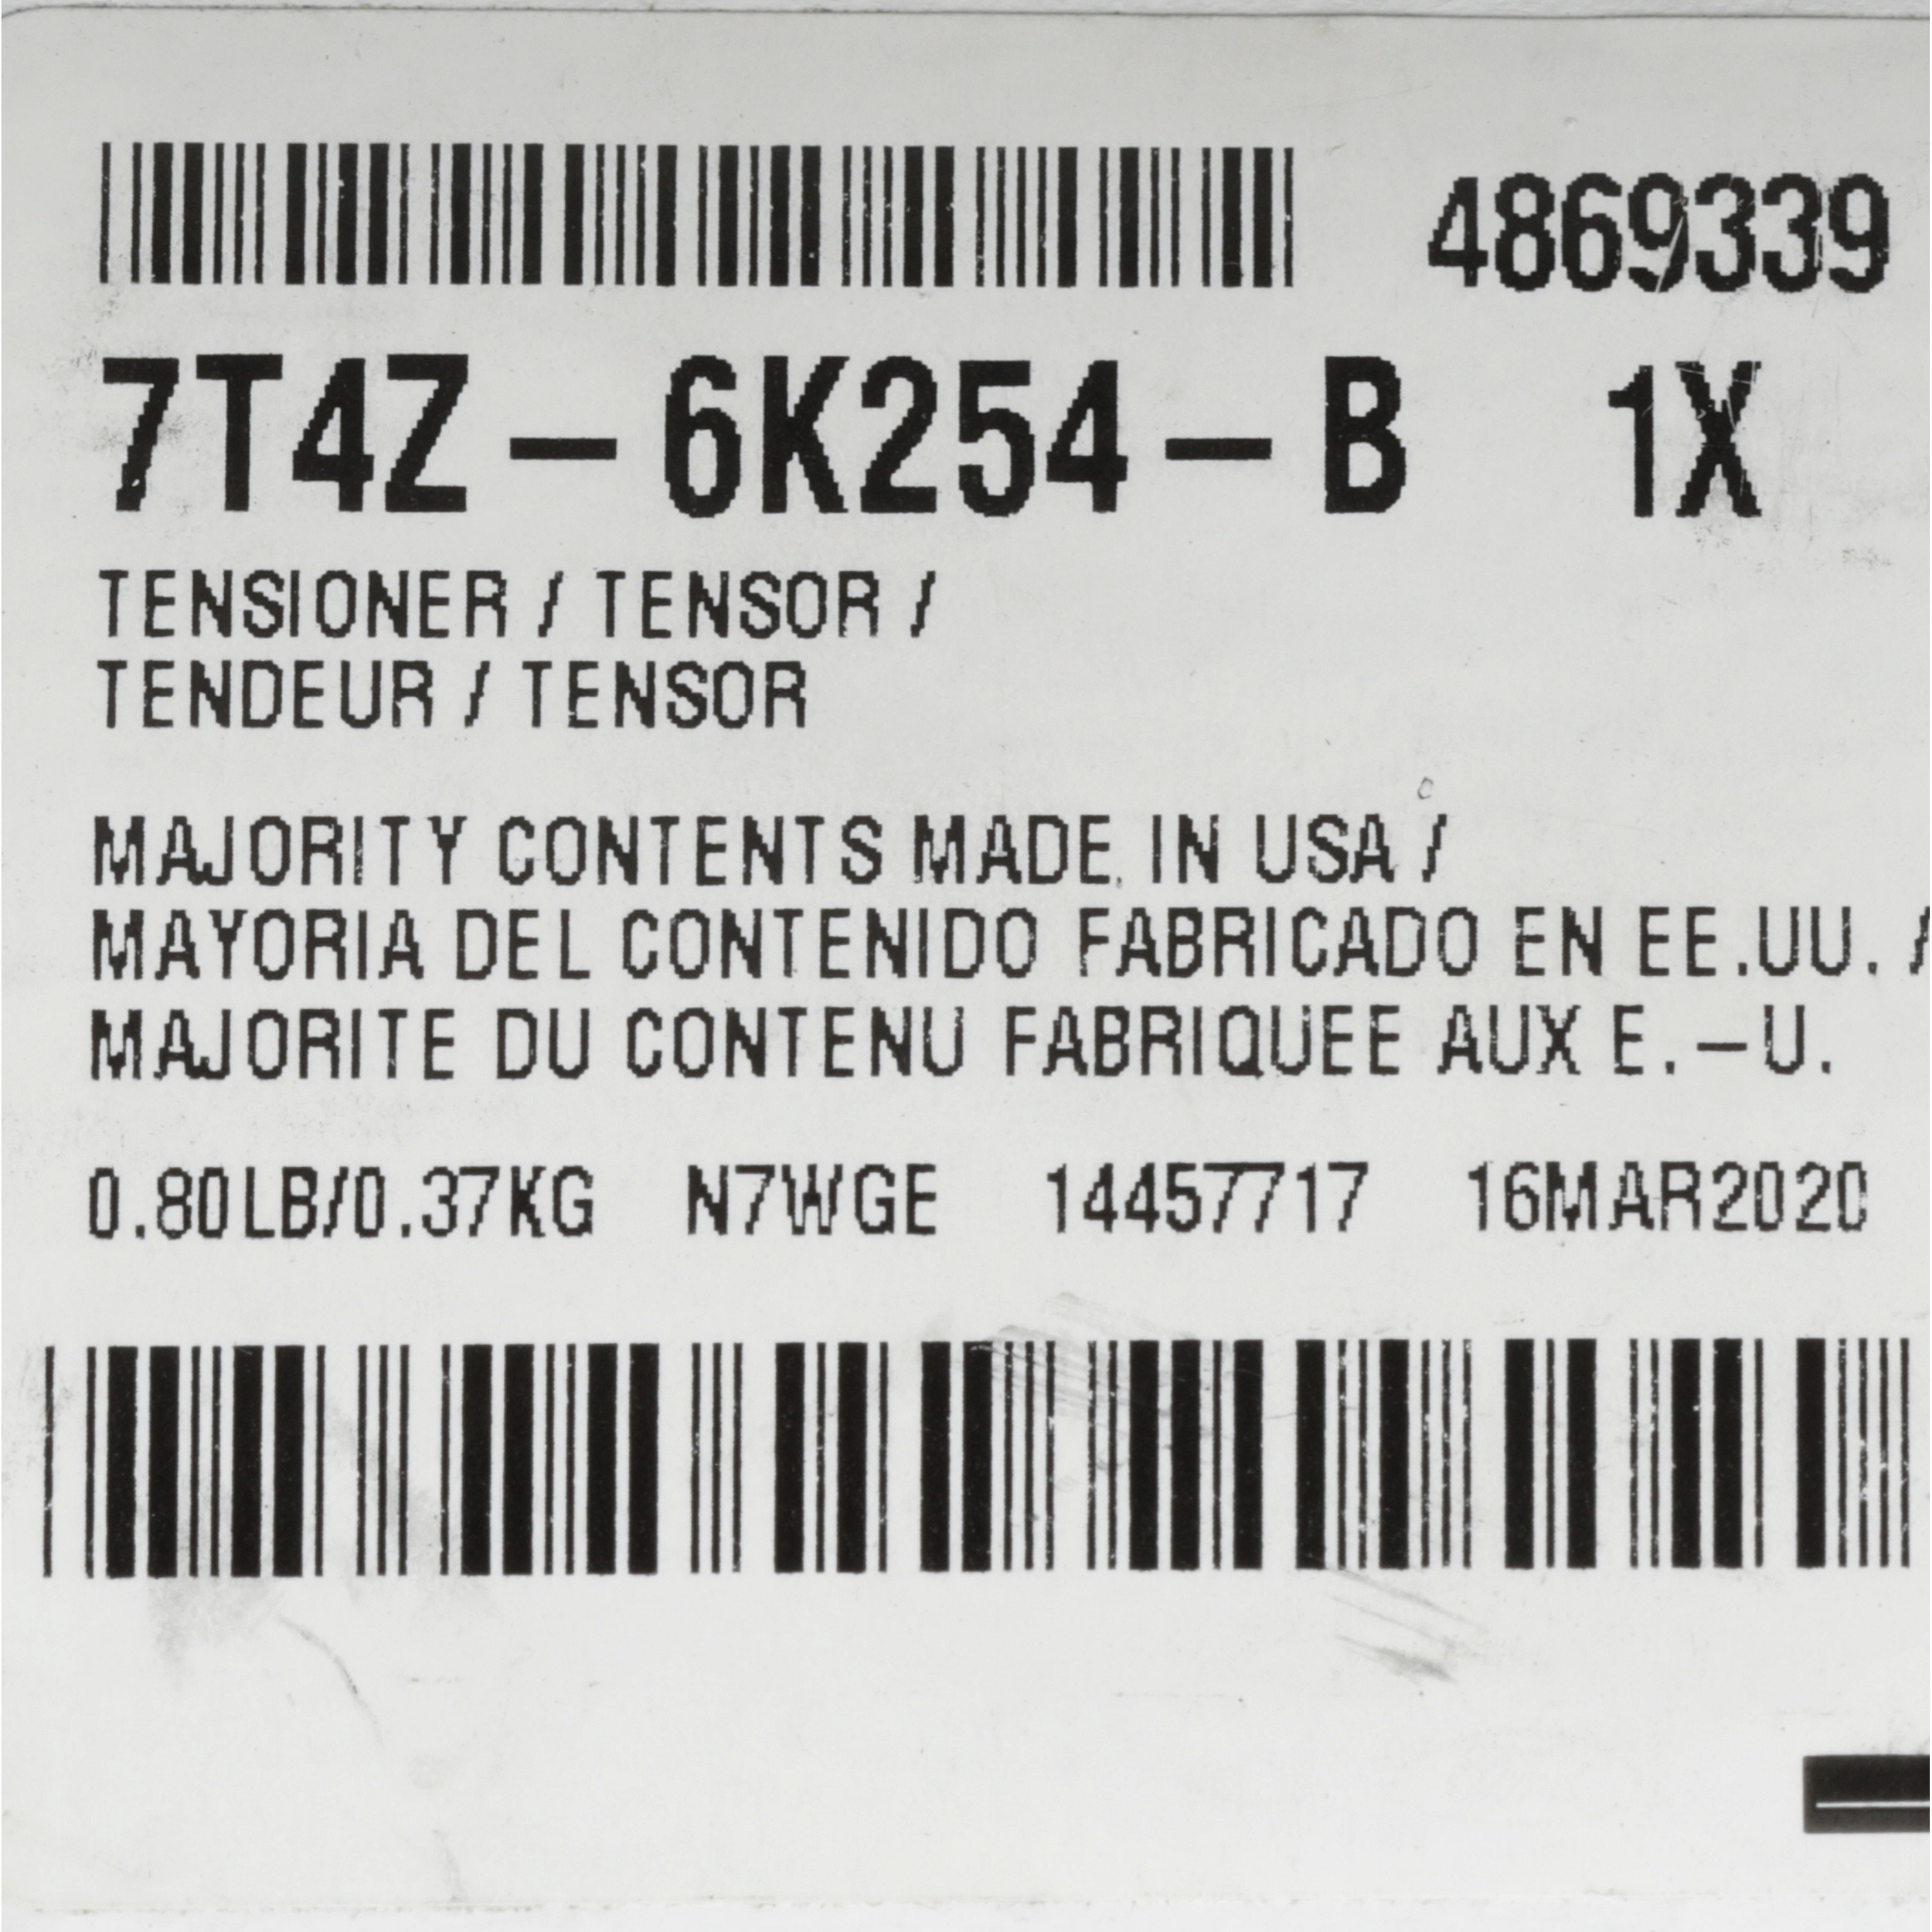 4869339
7T4Z-6K254-B 1X
TENSIONER / TENSOR /
TENDEUR / TENSOR
MAJORITY CONTENTS MADE IN USA /
MAYORIA DEL CONTENIDO FABRICADO EN EE.UU. /
MAJORITE DU CONTENU FABRIQUEE AUX E.-U.
0.80LB/0.37KG N7WGE 14457717 16MAR2020